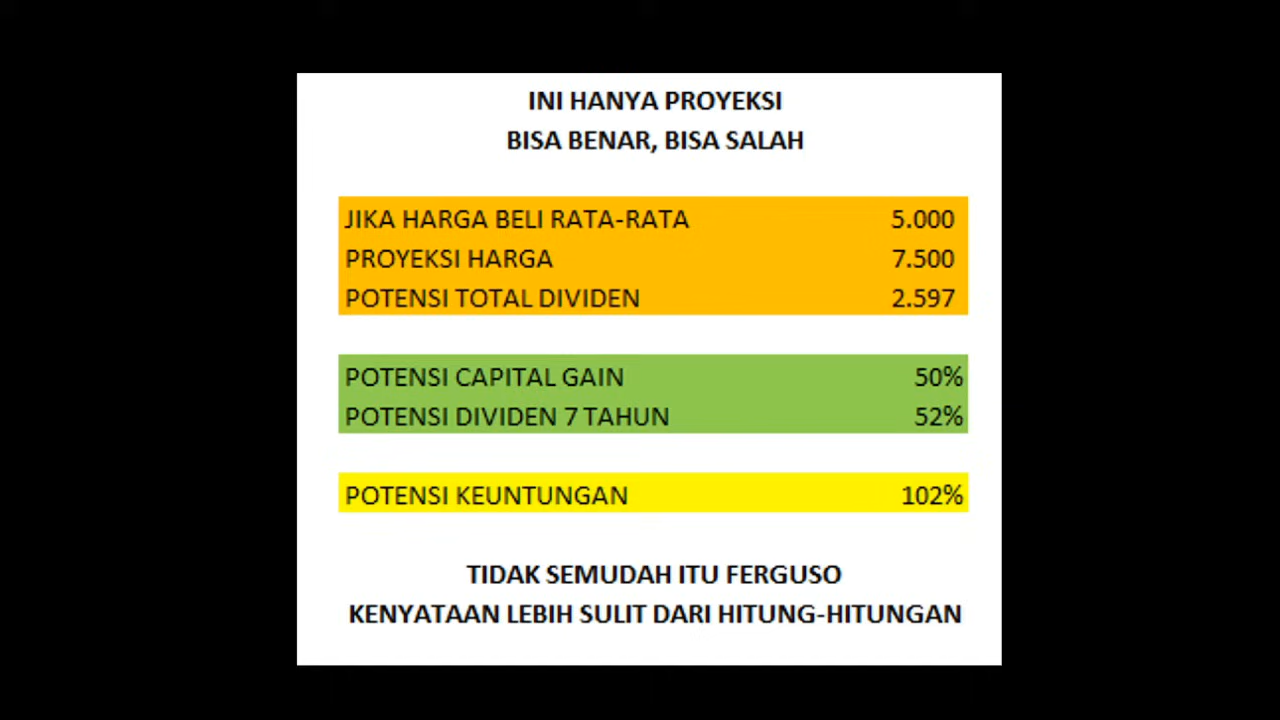 INI HANYA PROYEKSI
BISA BENAR, BISA SALAH
JIKA HARGA BELI RATA-RATA 5.000
PROYEKSI HARGA 7.500
POTENSI TOTAL DIVIDEN 2.597
POTENSI CAPITAL GAIN 50%
POTENSI DIVIDEN 7 TAHUN 52%
POTENSI KEUNTUNGAN 102%
TIDAK SEMUDAH ITU FERGUSO
KENYATAAN LEBIH SULIT DARI HITUNG-HITUNGAN